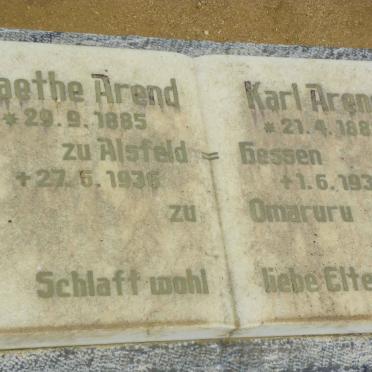 aethe Arend Karl Aren
* 29.9.1885 * 21.4.188
zu Alsfeld = Hessen
+ 27.6.1936 + 1.6.193
zu Omaruru
Schlaft wohl liebe Elte